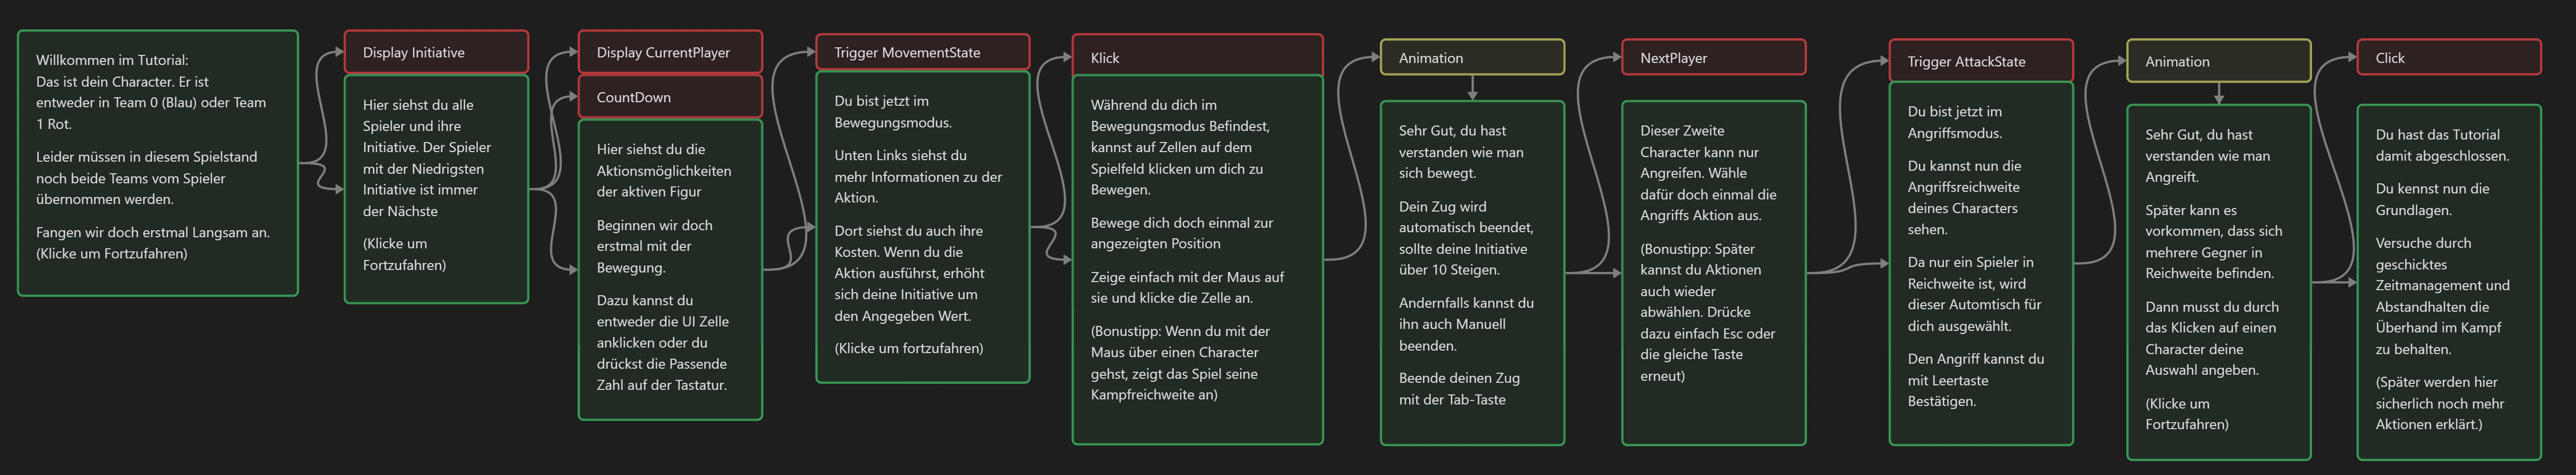 Willkommen im Tutorial:
Das ist dein Character. Er ist
entweder in Team 0 (Blau) oder Team
1 Rot.
Leider müssen in diesem Spielstand
noch beide Teams vom Spieler
übernommen werden.
Fangen wir doch erstmal Langsam an.
(Klicke um Fortzufahren)
Display Initiative
Hier siehst du alle
Spieler und ihre
Initiative. Der Spieler
mit der Niedrigsten
Initiative ist immer
der Nächste
(Klicke um
Fortzufahren)
Display CurrentPlayer
CountDown
Hier siehst du die
Aktionsmöglichkeiten
der aktiven Figur
Beginnen wir doch
erstmal mit der
Bewegung.
Dazu kannst du
entweder die UI Zelle
anklicken oder du
drückst die Passende
Zahl auf der Tastatur.
Trigger MovementState
Du bist jetzt im
Bewegungsmodus.
Unten Links siehst du
mehr Informationen zu der
Aktion.
Dort siehst du auch ihre
Kosten. Wenn du die
Aktion ausführst, erhöht
sich deine Initiative um
den Angegeben Wert.
(Klicke um fortzufahren)
Klick
Während du dich im
Bewegungsmodus Befindest,
kannst auf Zellen auf dem
Spielfeld klicken um dich zu
Bewegen.
Bewege dich doch einmal zur
angezeigten Position
Zeige einfach mit der Maus auf
sie und klicke die Zelle an.
(Bonustipp: Wenn du mit der
Maus über einen Character
gehst, zeigt das Spiel seine
Kampfreichweite an)
Animation
Sehr Gut, du hast
verstanden wie man
sich bewegt.
Dein Zug wird
automatisch beendet,
sollte deine Initiative
über 10 Steigen.
Andernfalls kannst du
ihn auch Manuell
beenden.
Beende deinen Zug
mit der Tab-Taste
NextPlayer
Dieser Zweite
Character kann nur
Angreifen. Wähle
dafür doch einmal die
Angriffs Aktion aus.
(Bonustipp: Später
kannst du Aktionen
auch wieder
abwählen. Drücke
dazu einfach Esc oder
die gleiche Taste
erneut)
Trigger AttackState
Du bist jetzt im
Angriffsmodus.
Du kannst nun die
Angriffsreichweite
deines Characters
sehen.
Da nur ein Spieler in
Reichweite ist, wird
dieser Automtisch für
dich ausgewählt.
Den Angriff kannst du
mit Leertaste
Bestätigen.
Animation
Sehr Gut, du hast
verstanden wie man
Angreift.
Später kann es
vorkommen, dass sich
mehrere Gegner in
Reichweite befinden.
Dann musst du durch
das Klicken auf einen
Character deine
Auswahl angeben.
(Klicke um
Fortzufahren)
Click
Du hast das Tutorial
damit abgeschlossen.
Du kennst nun die
Grundlagen.
Versuche durch
geschicktes
Zeitmanagement und
Abstandhalten die
Überhand im Kampf
zu behalten.
(Später werden hier
sicherlich noch mehr
Aktionen erklärt.)